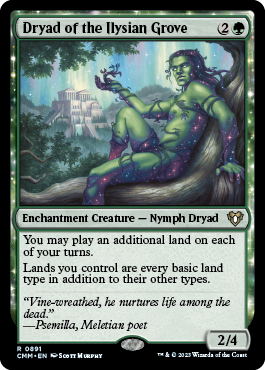 Dryad of the Ilysian Grove 2
Enchantment Creature — Nymph Dryad
You may play an additional land on each
of your turns.
Lands you control are every basic land
type in addition to their other types.
“Vine-wreathed, he nurtures life among the
dead.”
—Psemilla, Meletian poet
2/4
R 0891
CMM • EN Scott Murphy
™ & © 2023 Wizards of the Coast